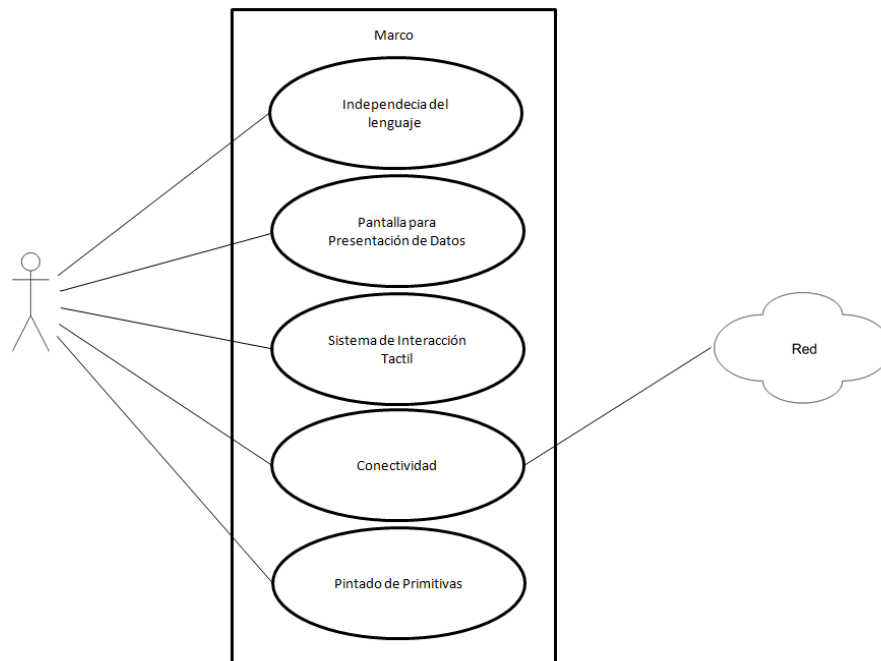 Marco
Independecia del
lenguaje
Pantalla para
Presentación de Datos
Sistema de Interacción
Tactil
Red
Conectividad
Pintado de Primitivas